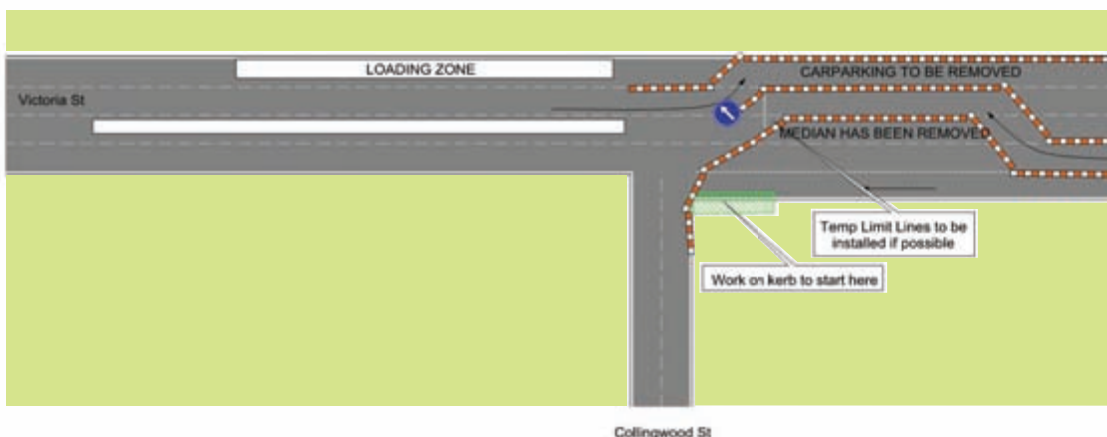 LOADING ZONE
CARPARKING TO BE REMOVED
Victoria St
MEDIAN HAS BEEN REMOVED
Temp Limit Lines to be
installed if possible
Work on kerb to start here
Collingwood St